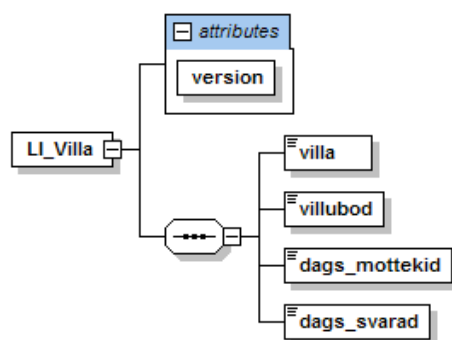 attributes
version
LI_Villa
villa
villubod
dags_mottekid
dags_svarad